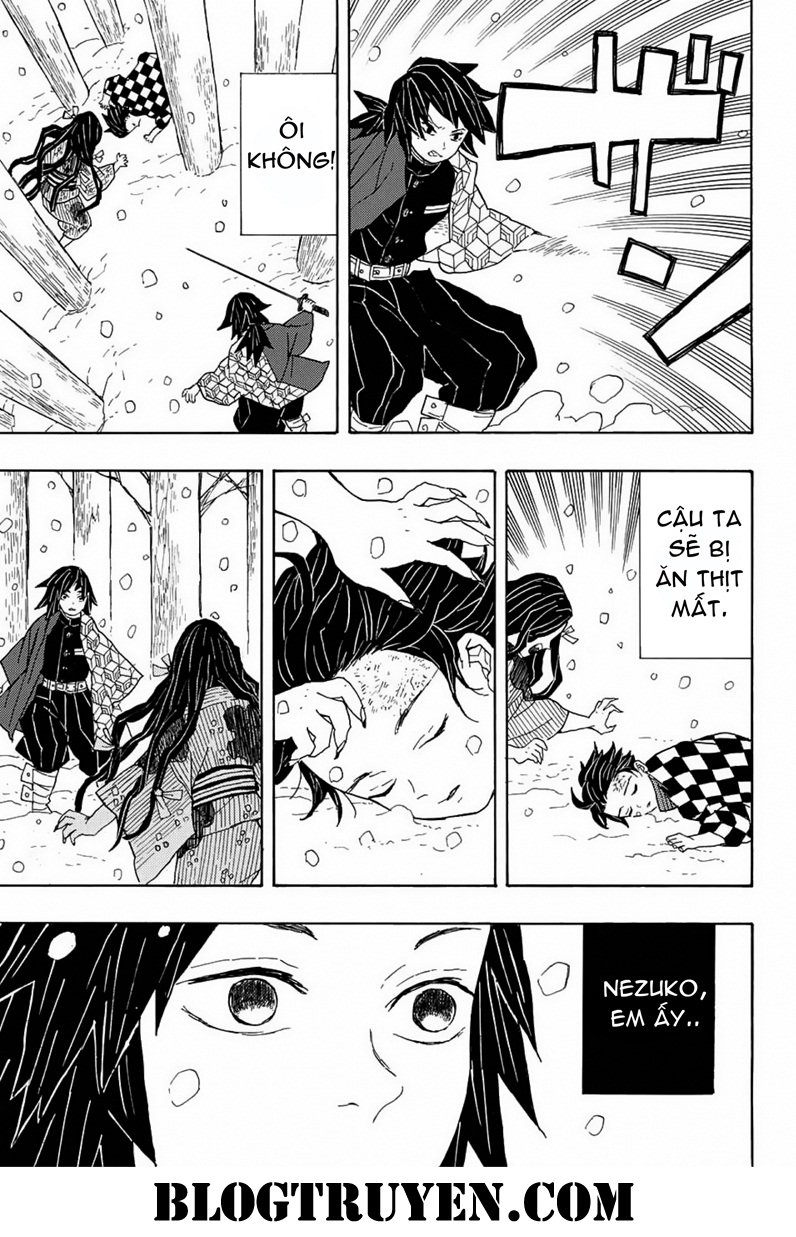 ÔI
KHÔNG!
CẬU TA
SẼ BỊ
ĂN THỊT
MẤT.
NEZUKO,
EM ẤY..
BLOGTRUYEN.COM